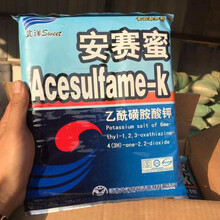 Sweet
安赛蜜
Acesulfame-k
乙酰磺胺酸钾
Potassium salt of 6me-
thyl-1,2,3-oxathiazine-
4(3H)-one-2,2-dioxide